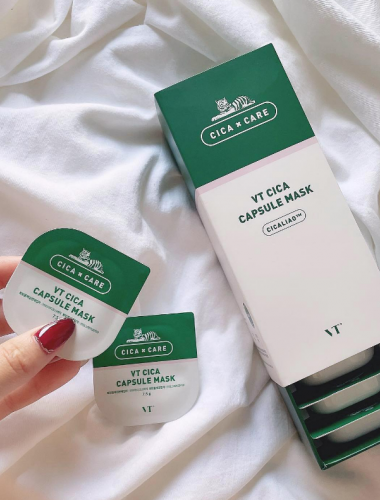 CICA × CARE
VT CICA
CAPSULE MASK
CICALIAO™
VT
CICA × CARE
VT CICA
CAPSULE MASK
CICA × CARE
VT CICA
CAPSULE MASK
VT